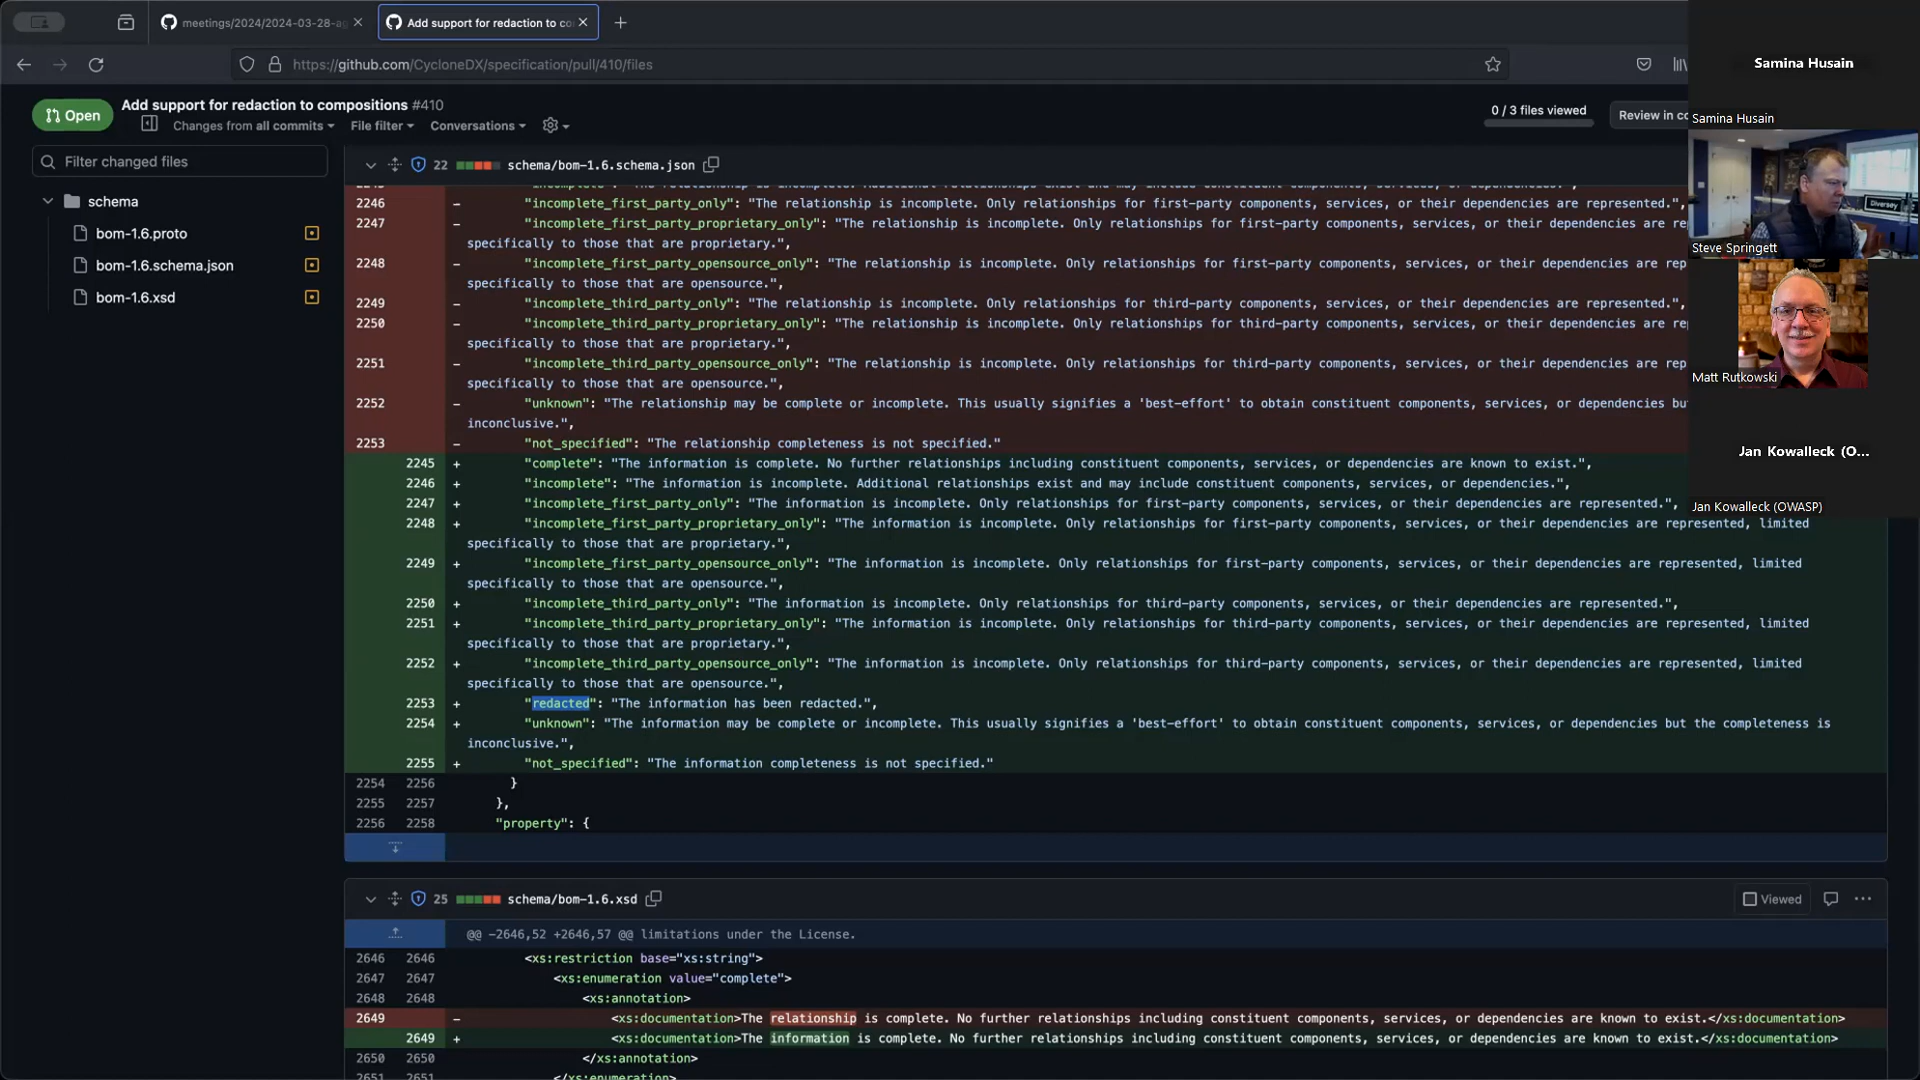 meetings/2024/2024-03-28-ag
Add support for redaction to co
https://github.com/CycloneDX/specification/pull/410/files
Samina Husain
Samina Husain
Open
Add support for redaction to compositions #410
Changes from all commits
File filter
Conversations
0 / 3 files viewed
Review in co
Filter changed files
schema
bom-1.6.proto
bom-1.6.schema.json
bom-1.6.xsd
22
schema/bom-1.6.schema.json
2246 - "incomplete_first_party_only": "The relationship is incomplete. Only relationships for first-party components, services, or their dependencies are represented.",
2247 - "incomplete_first_party_proprietary_only": "The relationship is incomplete. Only relationships for first-party components, services, or their dependencies are re
specifically to those that are proprietary.",
2248 - "incomplete_first_party_opensource_only": "The relationship is incomplete. Only relationships for first-party components, services, or their dependencies are rep
specifically to those that are opensource.",
2249 - "incomplete_third_party_only": "The relationship is incomplete. Only relationships for third-party components, services, or their dependencies are represented.",
2250 - "incomplete_third_party_proprietary_only": "The relationship is incomplete. Only relationships for third-party components, services, or their dependencies are re
specifically to those that are proprietary.",
2251 - "incomplete_third_party_opensource_only": "The relationship is incomplete. Only relationships for third-party components, services, or their dependencies are rep
specifically to those that are opensource.",
2252 - "unknown": "The relationship may be complete or incomplete. This usually signifies a 'best-effort' to obtain constituent components, services, or dependencies bu
inconclusive.",
2253 - "not_specified": "The relationship completeness is not specified."
2245 + "complete": "The information is complete. No further relationships including constituent components, services, or dependencies are known to exist.",
2246 + "incomplete": "The information is incomplete. Additional relationships exist and may include constituent components, services, or dependencies.",
2247 + "incomplete_first_party_only": "The information is incomplete. Only relationships for first-party components, services, or their dependencies are represented.",
2248 + "incomplete_first_party_proprietary_only": "The information is incomplete. Only relationships for first-party components, services, or their dependencies are represented, limited
specifically to those that are proprietary.",
2249 + "incomplete_first_party_opensource_only": "The information is incomplete. Only relationships for first-party components, services, or their dependencies are represented, limited
specifically to those that are opensource.",
2250 + "incomplete_third_party_only": "The information is incomplete. Only relationships for third-party components, services, or their dependencies are represented.",
2251 + "incomplete_third_party_proprietary_only": "The information is incomplete. Only relationships for third-party components, services, or their dependencies are represented, limited
specifically to those that are proprietary.",
2252 + "incomplete_third_party_opensource_only": "The information is incomplete. Only relationships for third-party components, services, or their dependencies are represented, limited
specifically to those that are opensource.",
2253 + "redacted": "The information has been redacted.",
2254 + "unknown": "The information may be complete or incomplete. This usually signifies a 'best-effort' to obtain constituent components, services, or dependencies but the completeness is
inconclusive.",
2255 + "not_specified": "The information completeness is not specified."
2254 2256 }
2255 2257 },
2256 2258 "property": {
25
schema/bom-1.6.xsd
Viewed
@@ -2646,52 +2646,57 @@ limitations under the License.
2646 2646 <xs:restriction base="xs:string">
2647 2647 <xs:enumeration value="complete">
2648 2648 <xs:annotation>
2649 - <xs:documentation>The relationship is complete. No further relationships including constituent components, services, or dependencies are known to exist.</xs:documentation>
2649 + <xs:documentation>The information is complete. No further relationships including constituent components, services, or dependencies are known to exist.</xs:documentation>
2650 2650 </xs:annotation>
2651 2651 </xs:enumeration>
Diversey
Steve Springett
Matt Rutkowski
Jan Kowalleck (O...
Jan Kowalleck (OWASP)